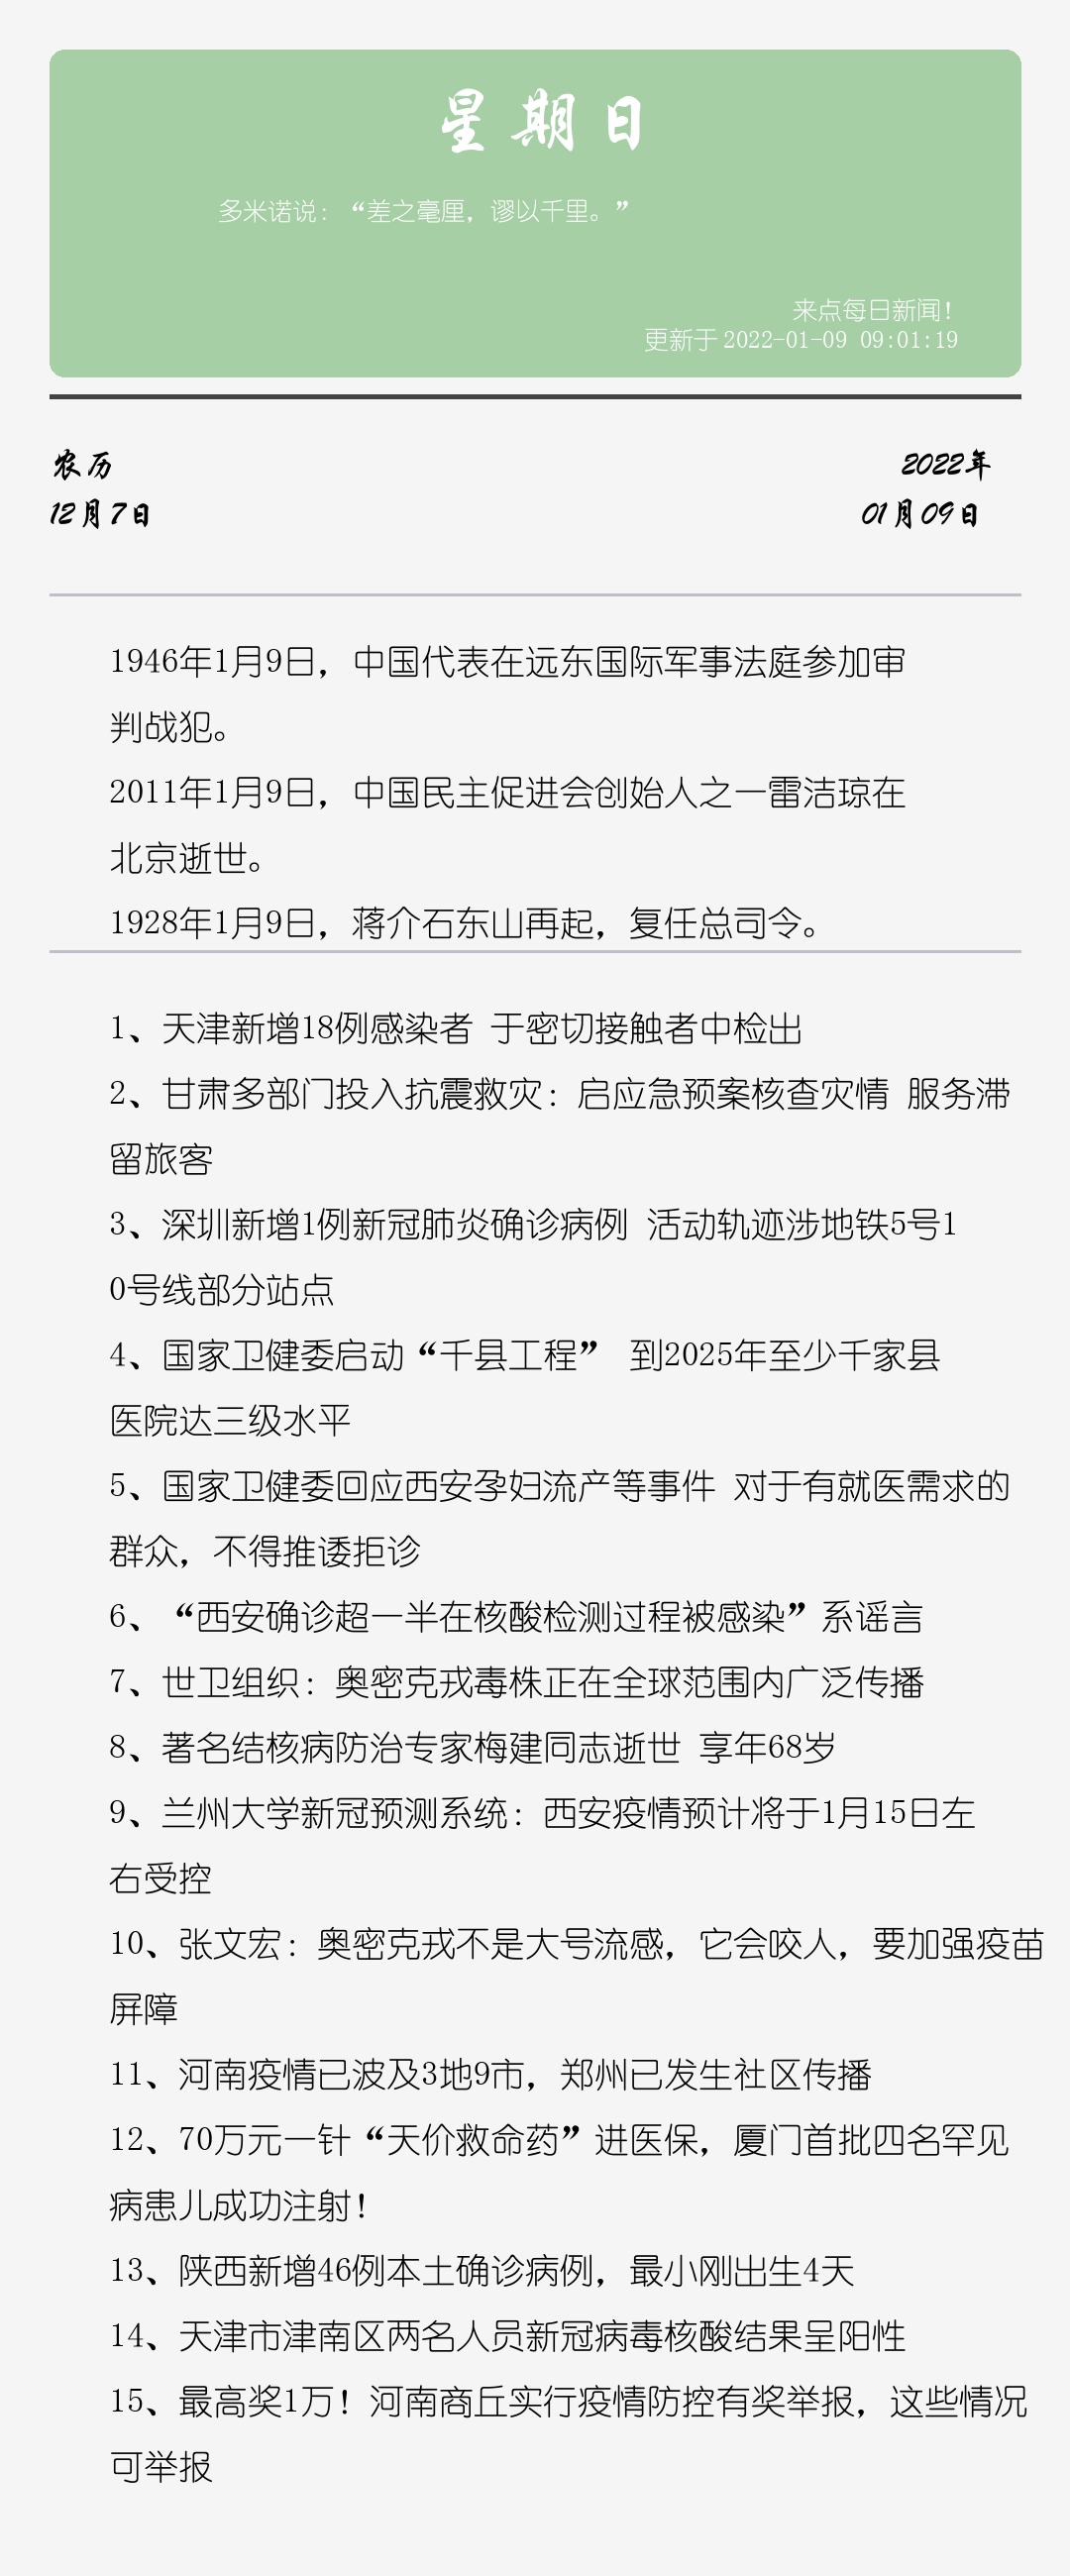 星期日
多米诺说：“差之毫厘，谬以千里。”
来点每日新闻！
更新于 2022-01-09 09:01:19
农历
12月7日
2022年
01月09日
1946年1月9日，中国代表在远东国际军事法庭参加审
判战犯。
2011年1月9日，中国民主促进会创始人之一雷洁琼在
北京逝世。
1928年1月9日，蒋介石东山再起，复任总司令。
1、天津新增18例感染者 于密切接触者中检出
2、甘肃多部门投入抗震救灾：启应急预案核查灾情 服务滞
留旅客
3、深圳新增1例新冠肺炎确诊病例 活动轨迹涉地铁5号1
0号线部分站点
4、国家卫健委启动“千县工程” 到2025年至少千家县
医院达三级水平
5、国家卫健委回应西安孕妇流产等事件 对于有就医需求的
群众，不得推诿拒诊
6、“西安确诊超一半在核酸检测过程被感染”系谣言
7、世卫组织：奥密克戎毒株正在全球范围内广泛传播
8、著名结核病防治专家梅建同志逝世 享年68岁
9、兰州大学新冠预测系统：西安疫情预计将于1月15日左
右受控
10、张文宏：奥密克戎不是大号流感，它会咬人，要加强疫苗
屏障
11、河南疫情已波及3地9市，郑州已发生社区传播
12、70万元一针“天价救命药”进医保，厦门首批四名罕见
病患儿成功注射！
13、陕西新增46例本土确诊病例，最小刚出生4天
14、天津市津南区两名人员新冠病毒核酸结果呈阳性
15、最高奖1万！河南商丘实行疫情防控有奖举报，这些情况
可举报